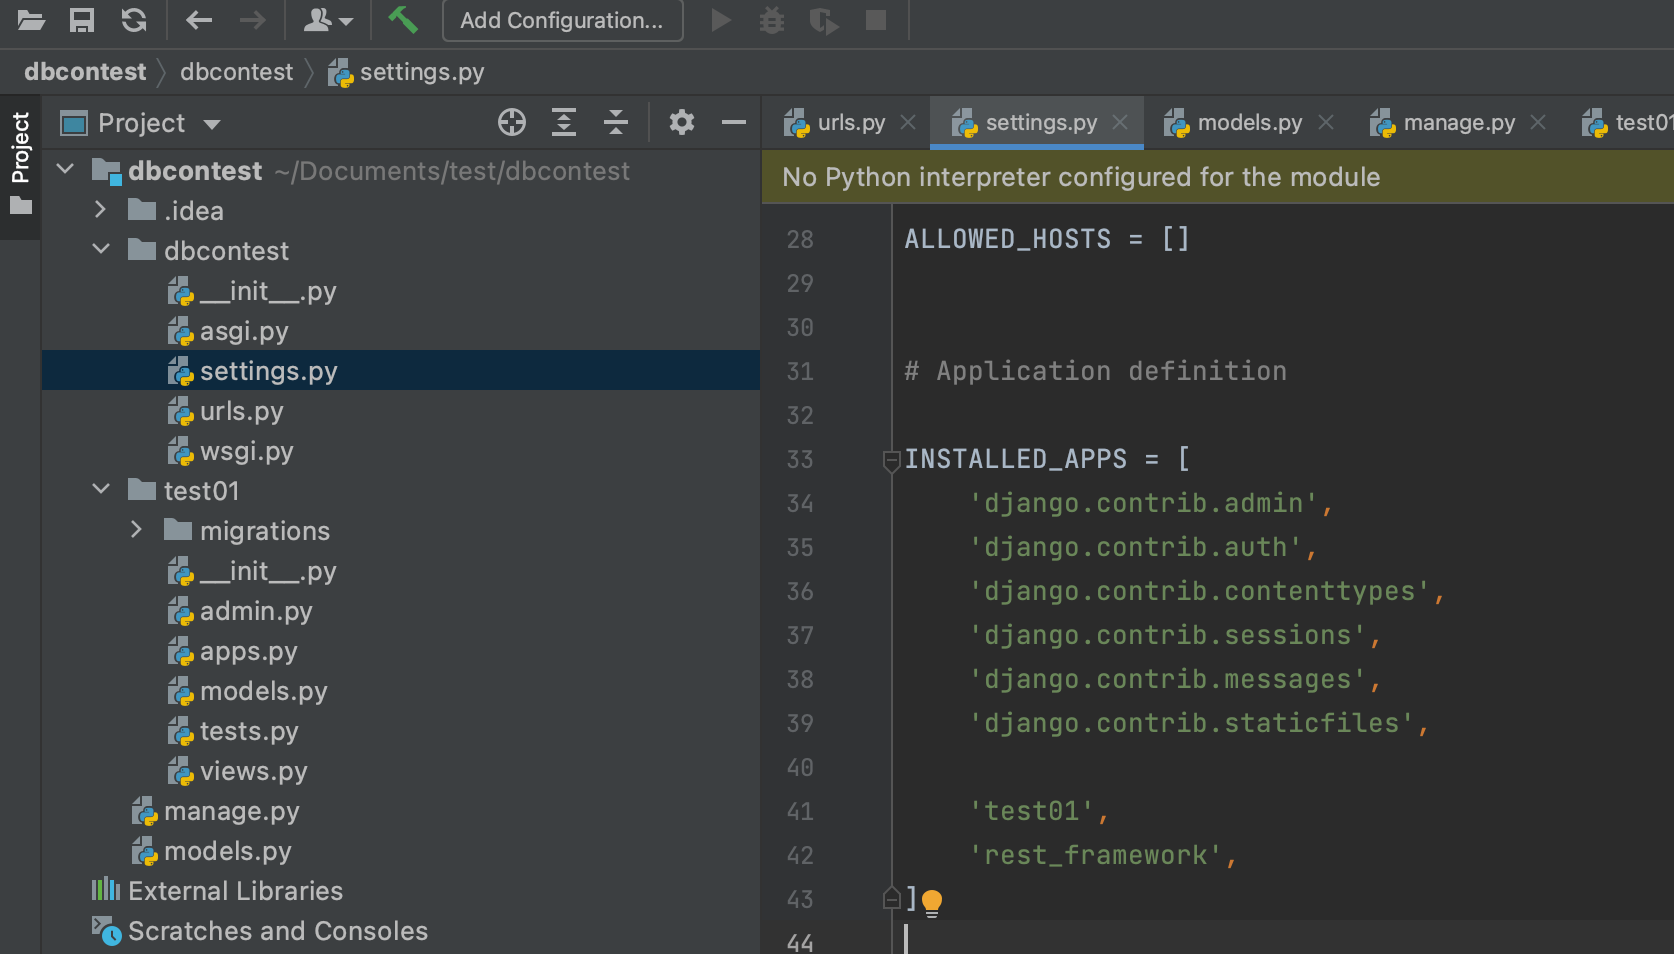 Add Configuration...
dbcontest dbcontest settings.py
Project
Project
urls.py settings.py models.py manage.py test01
No Python interpreter configured for the module
dbcontest ~/Documents/test/dbcontest
.idea
dbcontest
__init__.py
asgi.py
settings.py
urls.py
wsgi.py
test01
migrations
__init__.py
admin.py
apps.py
models.py
tests.py
views.py
manage.py
models.py
External Libraries
Scratches and Consoles
28 ALLOWED_HOSTS = []
29
30
31 # Application definition
32
33 INSTALLED_APPS = [
34 'django.contrib.admin',
35 'django.contrib.auth',
36 'django.contrib.contenttypes',
37 'django.contrib.sessions',
38 'django.contrib.messages',
39 'django.contrib.staticfiles',
40
41 'test01',
42 'rest_framework',
43 ]
44